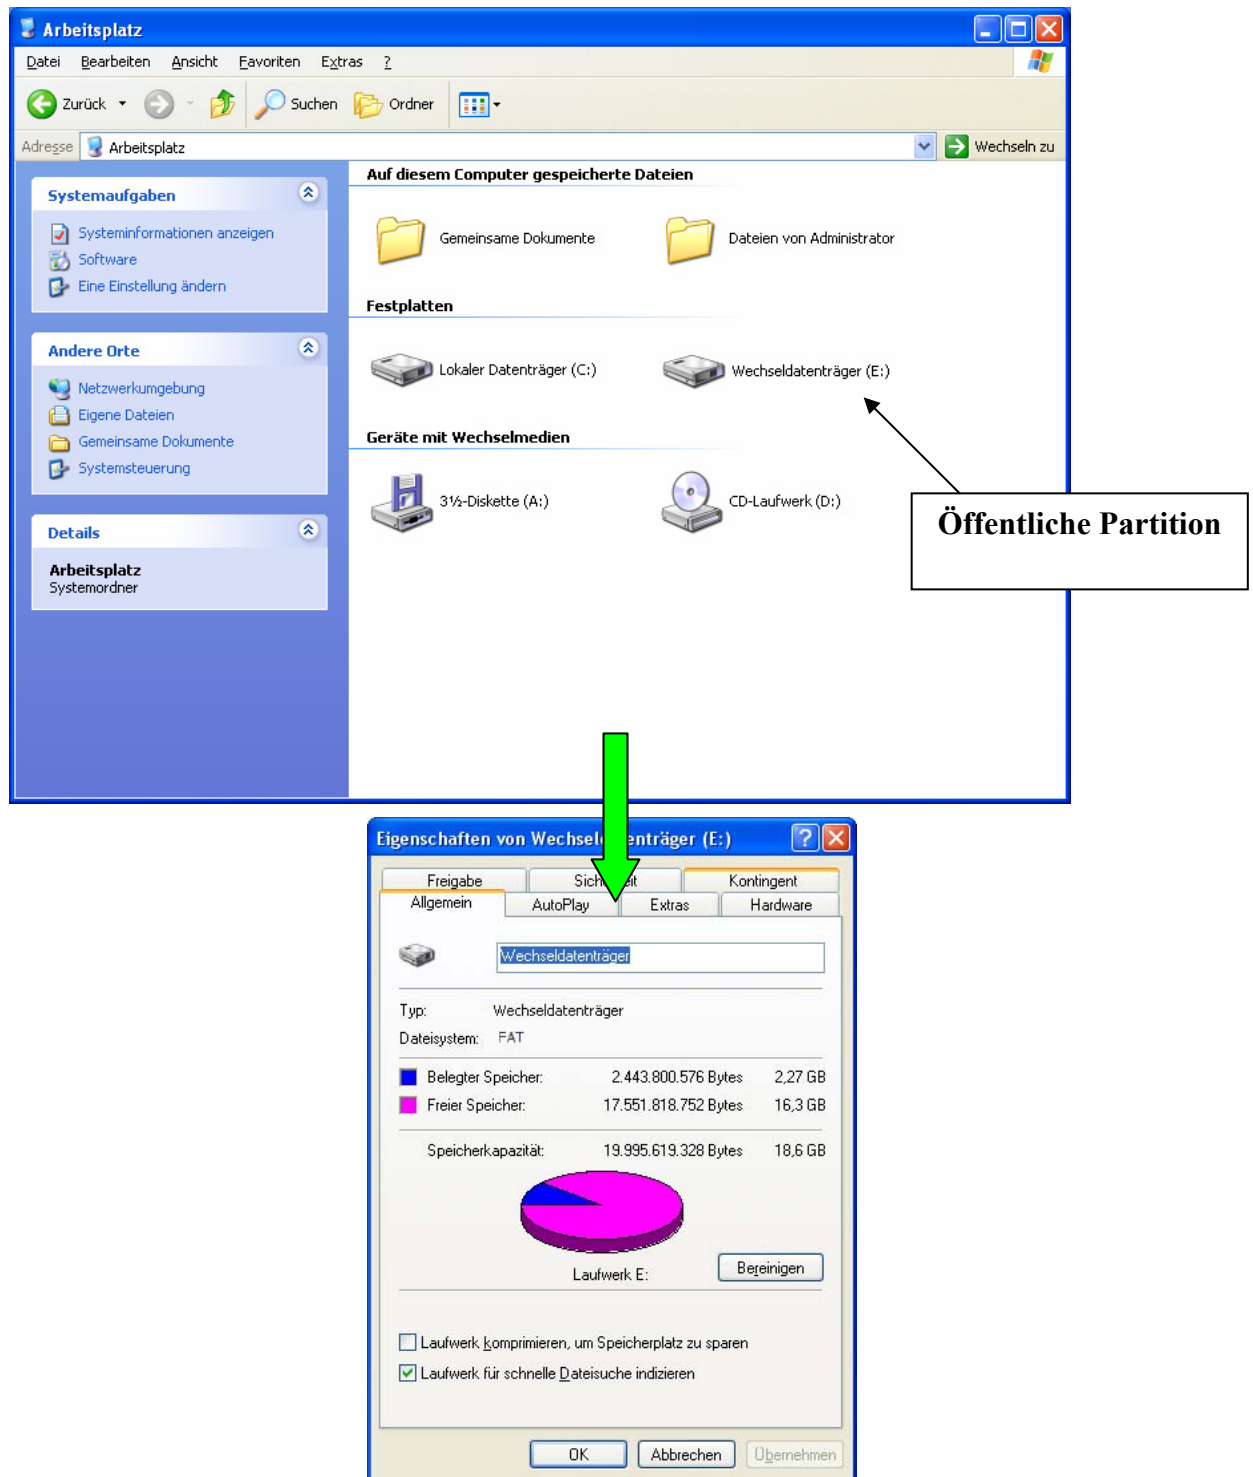 Arbeitsplatz
Datei Bearbeiten Ansicht Favoriten Extras ?
Zurück Suchen Ordner
Adresse Arbeitsplatz Wechseln zu
Systemaufgaben
Systeminformationen anzeigen
Software
Eine Einstellung ändern
Andere Orte
Netzwerkumgebung
Eigene Dateien
Gemeinsame Dokumente
Systemsteuerung
Details
Arbeitsplatz
Systemordner
Auf diesem Computer gespeicherte Dateien
Gemeinsame Dokumente Dateien von Administrator
Festplatten
Lokaler Datenträger (C:) Wechseldatenträger (E:)
Geräte mit Wechselmedien
3½-Diskette (A:) CD-Laufwerk (D:)
Öffentliche Partition
Eigenschaften von (E:)
Freigabe Kontingent
Allgemein AutoPlay Extras Hardware
Wechseldatenträger
Typ: Wechseldatenträger
Dateisystem: FAT
Belegter Speicher: 2.443.800.576 Bytes 2,27 GB
Freier Speicher: 17.551.818.752 Bytes 16,3 GB
Speicherkapazität: 19.995.619.328 Bytes 18,6 GB
Laufwerk E: Bereinigen
Laufwerk komprimieren, um Speicherplatz zu sparen
Laufwerk für schnelle Dateisuche indizieren
OK Abbrechen Übernehmen